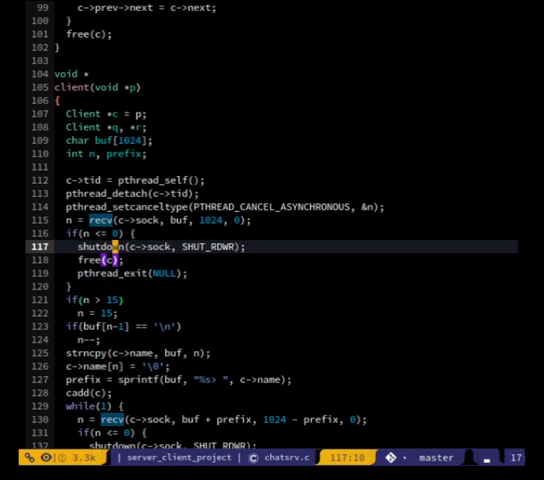 99 c->prev->next = c->next;
100 }
101 free(c);
102 }
103
104 void *
105 client(void *p)
106 {
107 Client *c = p;
108 Client *q, *r;
109 char buf[1024];
110 int n, prefix;
111
112 c->tid = pthread_self();
113 pthread_detach(c->tid);
114 pthread_setcanceltype(PTHREAD_CANCEL_ASYNCHRONOUS, &n);
115 n = recv(c->sock, buf, 1024, 0);
116 if(n <= 0) {
117 shutdown(c->sock, SHUT_RDWR);
118 free(c);
119 pthread_exit(NULL);
120 }
121 if(n > 15)
122 n = 15;
123 if(buf[n-1] == '\n')
124 n--;
125 strncpy(c->name, buf, n);
126 c->name[n] = '\0';
127 prefix = sprintf(buf, "%s> ", c->name);
128 cadd(c);
129 while(1) {
130 n = recv(c->sock, buf + prefix, 1024 - prefix, 0);
131 if(n <= 0) {
132 shutdown(c->sock, SHUT_RDWR);
3.3k | server_client_project | chatsrv.c 117:10 master 17: